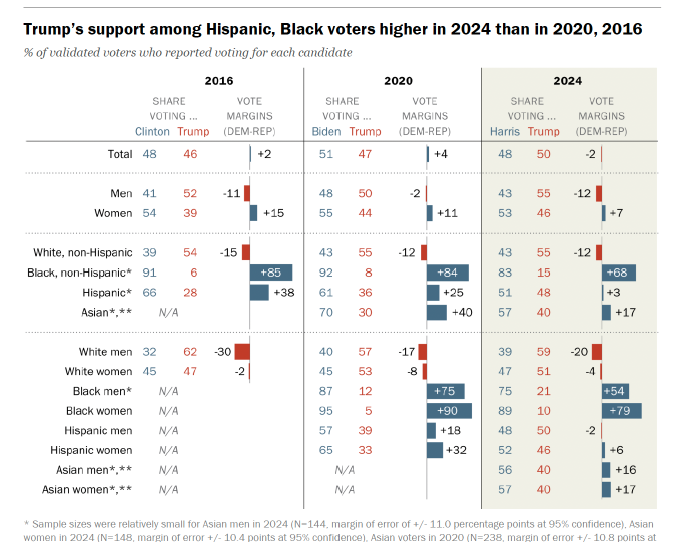 Trump's support among Hispanic, Black voters higher in 2024 than in 2020, 2016
% of validated voters who reported voting for each candidate
2016 2020 2024
SHARE VOTE SHARE VOTE SHARE VOTE
VOTING ... MARGINS VOTING ... MARGINS VOTING ... MARGINS
Clinton Trump (DEM-REP) Biden Trump (DEM-REP) Harris Trump (DEM-REP)
Total 48 46 +2 51 47 +4 48 50 -2
Men 41 52 -11 48 50 -2 43 55 -12
Women 54 39 +15 55 44 +11 53 46 +7
White, non-Hispanic 39 54 -15 43 55 -12 43 55 -12
Black, non-Hispanic* 91 6 +85 92 8 +84 83 15 +68
Hispanic* 66 28 +38 61 36 +25 51 48 +3
Asian*,** N/A 70 30 +40 57 40 +17
White men 32 62 -30 40 57 -17 39 59 -20
White women 45 47 -2 45 53 -8 47 51 -4
Black men* N/A 87 12 +75 75 21 +54
Black women N/A 95 5 +90 89 10 +79
Hispanic men N/A 57 39 +18 48 50 -2
Hispanic women N/A 65 33 +32 52 46 +6
Asian men*,** N/A N/A 56 40 +16
Asian women*,** N/A N/A 57 40 +17
* Sample sizes were relatively small for Asian men in 2024 (N=144, margin of error of +/- 11.0 percentage points at 95% confidence), Asian
women in 2024 (N=148, margin of error +/- 10.4 points at 95% confidence), Asian voters in 2020 (N=238, margin of error +/- 10.8 points at